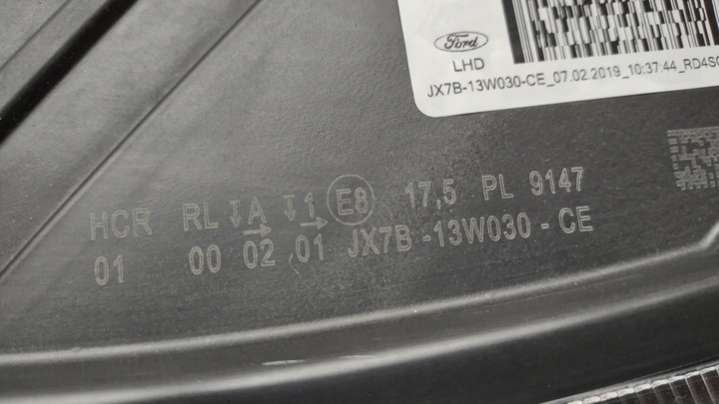 Ford
LHD
JX7B-13W030-CE_07.02.2019_10:37:44_RD4S
HCR RL A 1 E8 17,5 PL 9147
01 00 02 01 JX7B-13W030-CE